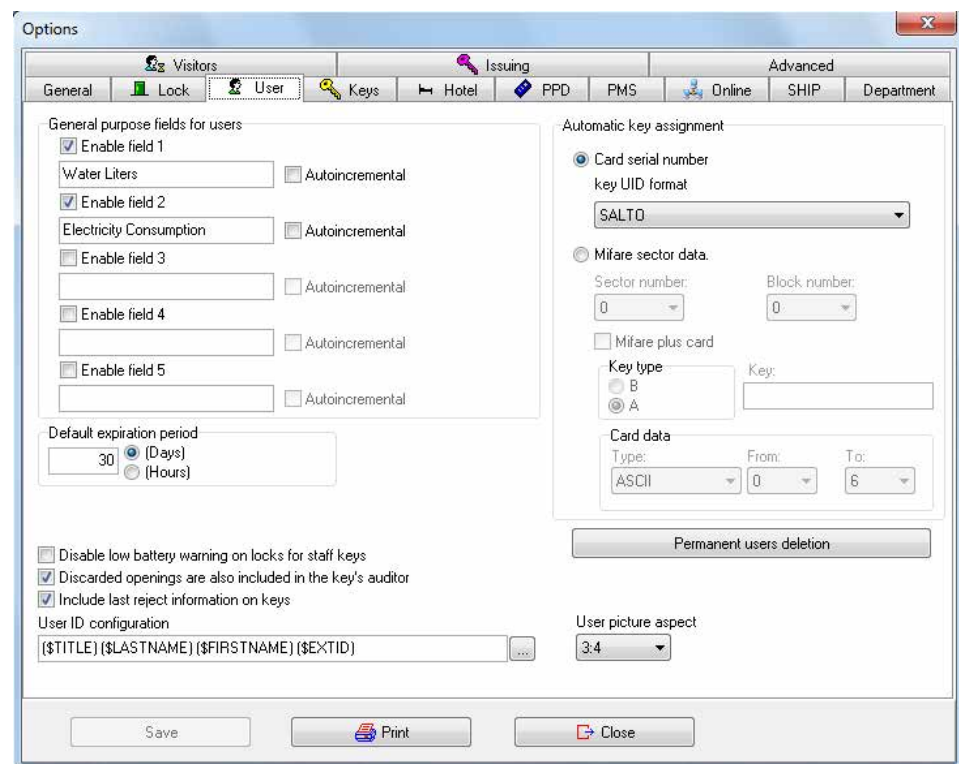 Options
Visitors
Issuing
Advanced
General
Lock
User
Keys
Hotel
PPD
PMS
Online
SHIP
Department
General purpose fields for users
Enable field 1
Water Liters
Autoincremental
Enable field 2
Electricity Consumption
Autoincremental
Enable field 3
Autoincremental
Enable field 4
Autoincremental
Enable field 5
Autoincremental
Default expiration period
30
(Days)
(Hours)
Automatic key assignment
Card serial number
key UID format
SALTO
Mifare sector data.
Sector number:
Block number:
0
0
Mifare plus card
Key type
B
A
Key:
Card data
Type:
From:
To:
ASCII
0
6
Permanent users deletion
Disable low battery warning on locks for staff keys
Discarded openings are also included in the key's auditor
Include last reject information on keys
User ID configuration
($TITLE) ($LASTNAME) ($FIRSTNAME) ($EXTID)
...
User picture aspect
3:4
Save
Print
Close